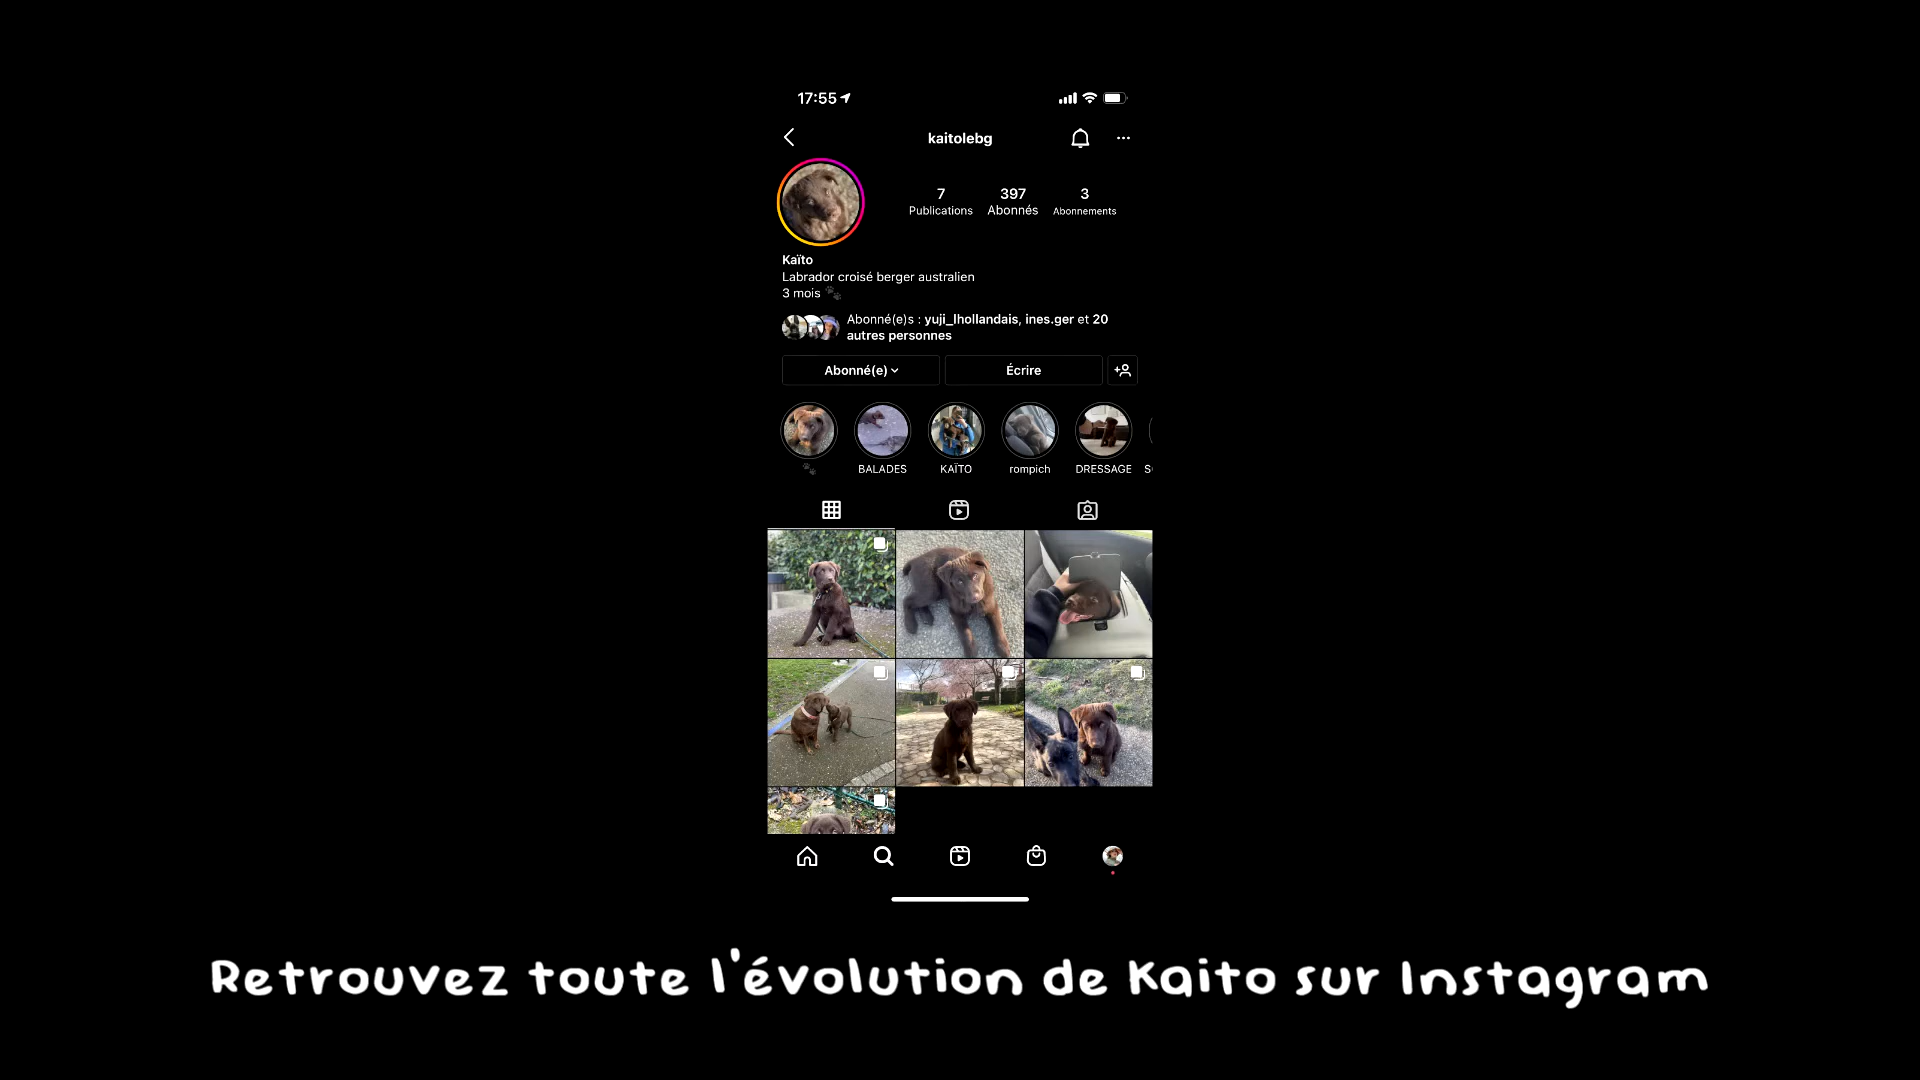 17:55
kaitolebg
7 397 3
Publications Abonnés Abonnements
Kaïto
Labrador croisé berger australien
3 mois 🐾
Abonné(e)s : yuji_lhollandais, ines.ger et 20
autres personnes
Abonné(e) Écrire
🐾 BALADES KAÏTO rompich DRESSAGE
Retrouvez toute l'évolution de Kaito sur Instagram